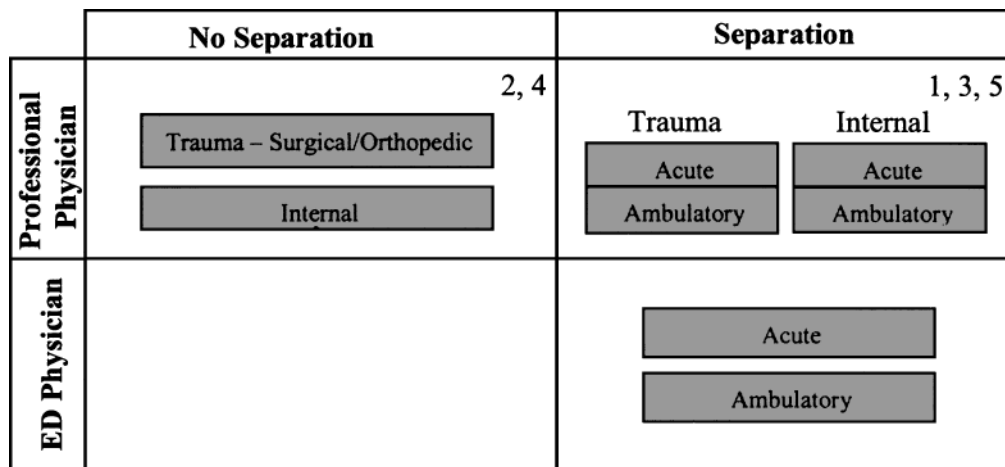 No Separation
Separation
Professional
Physician
2, 4
Trauma – Surgical/Orthopedic
Internal
1, 3, 5
Trauma
Internal
Acute
Acute
Ambulatory
Ambulatory
ED Physician
Acute
Ambulatory